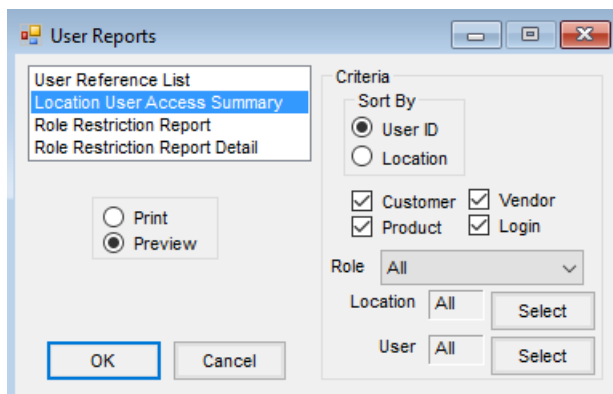 User Reports
User Reference List
Location User Access Summary
Role Restriction Report
Role Restriction Report Detail
Print
Preview
OK
Cancel
Criteria
Sort By
User ID
Location
Customer
Vendor
Product
Login
Role
All
Location
All
Select
User
All
Select